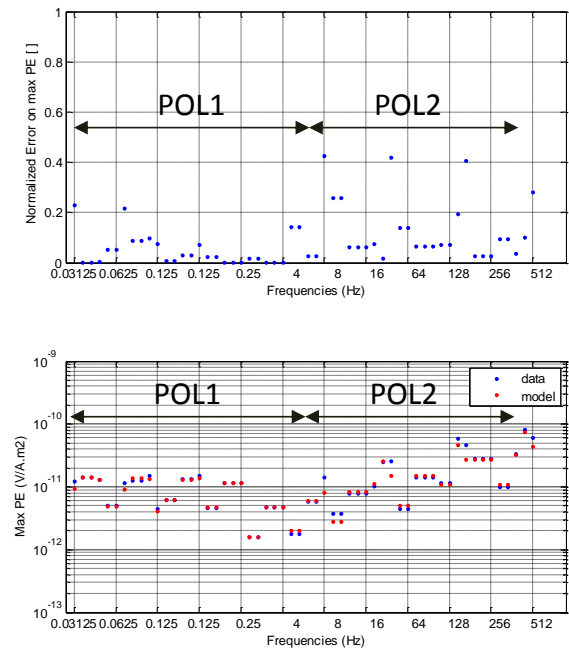 1
0.8
0.6
0.4
0.2
0
Normalized Error on max PE [ ]
POL1
POL2
0.03125 0.0625 0.125 0.125 0.25 4 8 16 64 128 256 512
Frequencies (Hz)
10-9
10-10
10-11
10-12
10-13
Max PE (V/A.m2)
POL1
POL2
data
model
0.03125 0.0625 0.125 0.125 0.25 4 8 16 64 128 256 512
Frequencies (Hz)